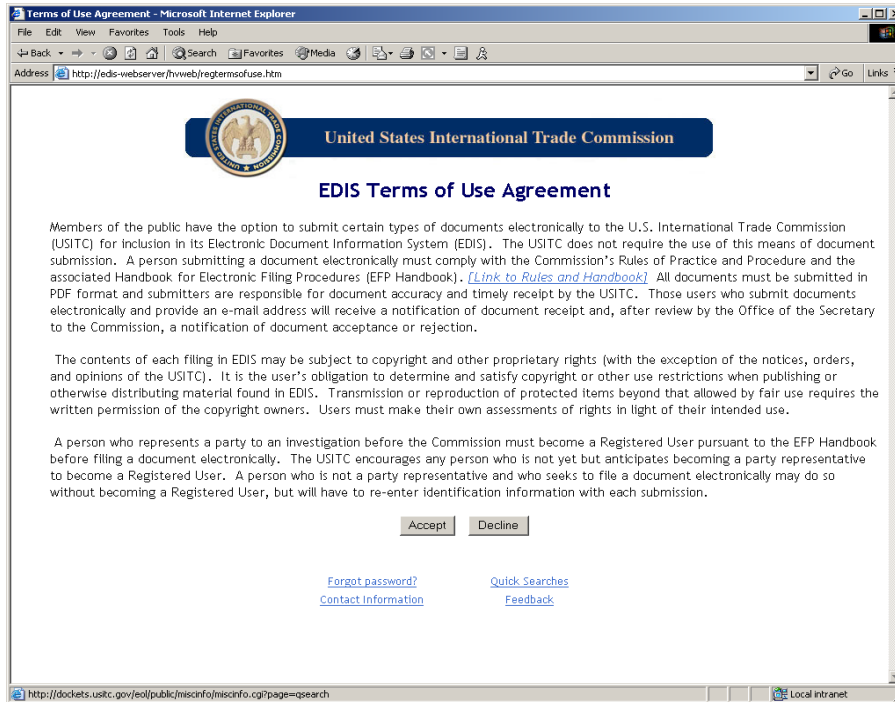 Terms of Use Agreement - Microsoft Internet Explorer
File Edit View Favorites Tools Help
Back Search Favorites Media
Address http://edis-webserver/hvweb/regtermsofuse.htm Go Links
United States International Trade Commission
EDIS Terms of Use Agreement
Members of the public have the option to submit certain types of documents electronically to the U.S. International Trade Commission
(USITC) for inclusion in its Electronic Document Information System (EDIS). The USITC does not require the use of this means of document
submission. A person submitting a document electronically must comply with the Commission's Rules of Practice and Procedure and the
associated Handbook for Electronic Filing Procedures (EFP Handbook). [Link to Rules and Handbook] All documents must be submitted in
PDF format and submitters are responsible for document accuracy and timely receipt by the USITC. Those users who submit documents
electronically and provide an e-mail address will receive a notification of document receipt and, after review by the Office of the Secretary
to the Commission, a notification of document acceptance or rejection.
The contents of each filing in EDIS may be subject to copyright and other proprietary rights (with the exception of the notices, orders,
and opinions of the USITC). It is the user's obligation to determine and satisfy copyright or other use restrictions when publishing or
otherwise distributing material found in EDIS. Transmission or reproduction of protected items beyond that allowed by fair use requires the
written permission of the copyright owners. Users must make their own assessments of rights in light of their intended use.
A person who represents a party to an investigation before the Commission must become a Registered User pursuant to the EFP Handbook
before filing a document electronically. The USITC encourages any person who is not yet but anticipates becoming a party representative
to become a Registered User. A person who is not a party representative and who seeks to file a document electronically may do so
without becoming a Registered User, but will have to re-enter identification information with each submission.
Accept Decline
Forgot password? Quick Searches
Contact Information Feedback
http://dockets.usitc.gov/eol/public/miscinfo/miscinfo.cgi?page=qsearch Local intranet